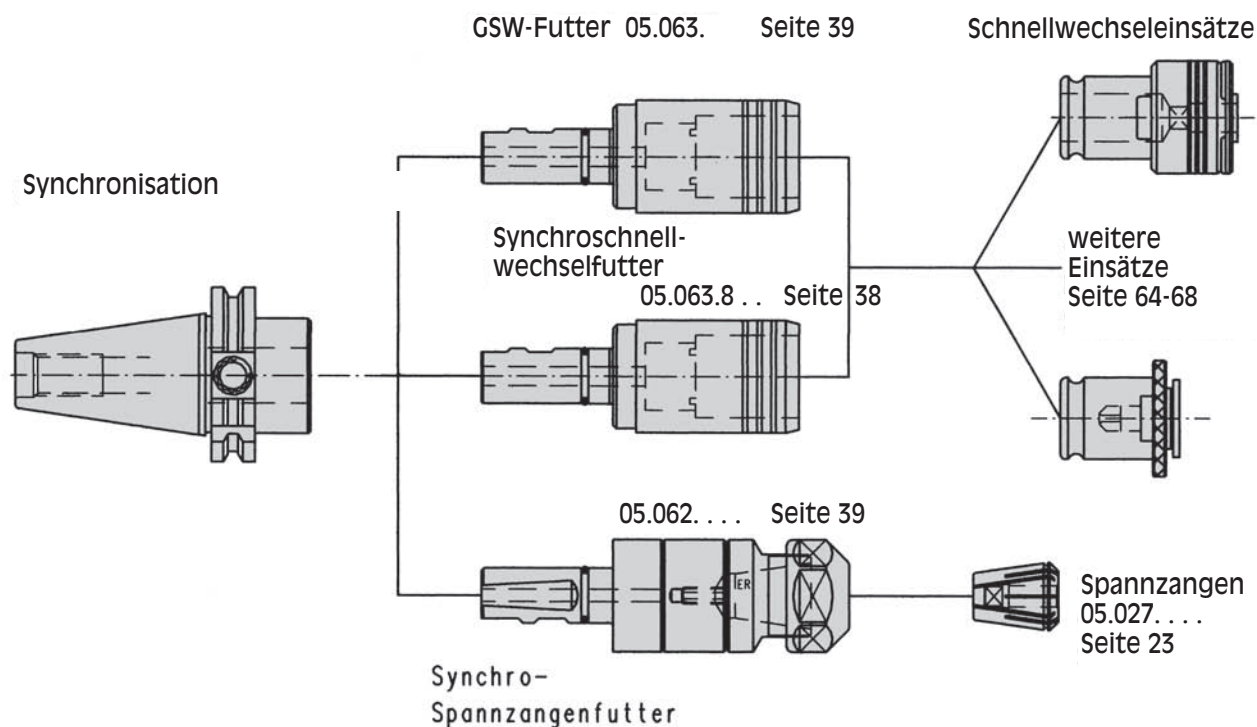 GSW-Futter 05.063. Seite 39
Schnellwechseleinsätze
Synchronisation
Synchroschnell-
wechselfutter
05.063.8 . . Seite 38
weitere
Einsätze
Seite 64-68
05.062. . . . Seite 39
ER
Spannzangen
05.027. . . .
Seite 23
Synchro-
Spannzangenfutter